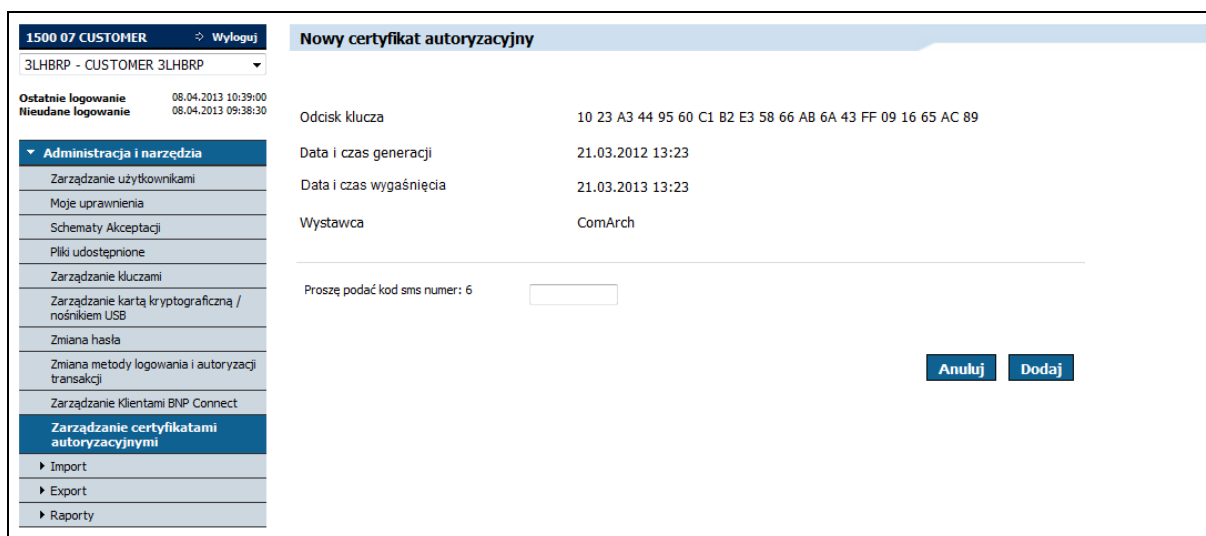 1500 07 CUSTOMER Wyloguj
3LHBRP - CUSTOMER 3LHBRP
Ostatnie logowanie 08.04.2013 10:39:00
Nieudane logowanie 08.04.2013 09:38:30
Administracja i narzędzia
Zarządzanie użytkownikami
Moje uprawnienia
Schematy Akceptacji
Pliki udostępnione
Zarządzanie kluczami
Zarządzanie kartą kryptograficzną /
nośnikiem USB
Zmiana hasła
Zmiana metody logowania i autoryzacji
transakcji
Zarządzanie Klientami BNP Connect
Zarządzanie certyfikatami
autoryzacyjnymi
Import
Export
Raporty
Nowy certyfikat autoryzacyjny
Odcisk klucza 10 23 A3 44 95 60 C1 B2 E3 58 66 AB 6A 43 FF 09 16 65 AC 89
Data i czas generacji 21.03.2012 13:23
Data i czas wygaśnięcia 21.03.2013 13:23
Wystawca ComArch
Proszę podać kod sms numer: 6
Anuluj Dodaj